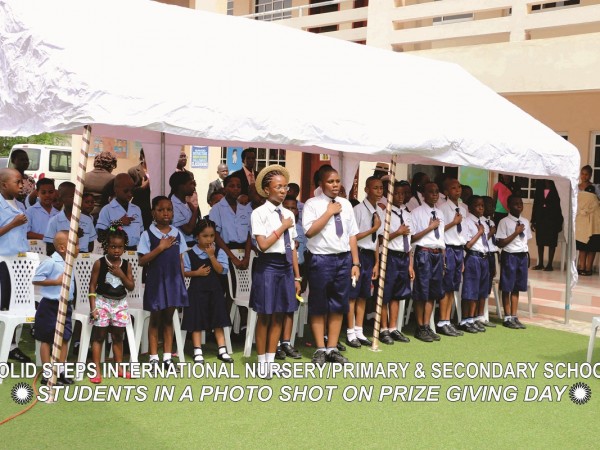 OLID STEPS INTERNATIONAL NURSERY/PRIMARY & SECONDARY SCHOO
STUDENTS IN A PHOTO SHOT ON PRIZE GIVING DAY